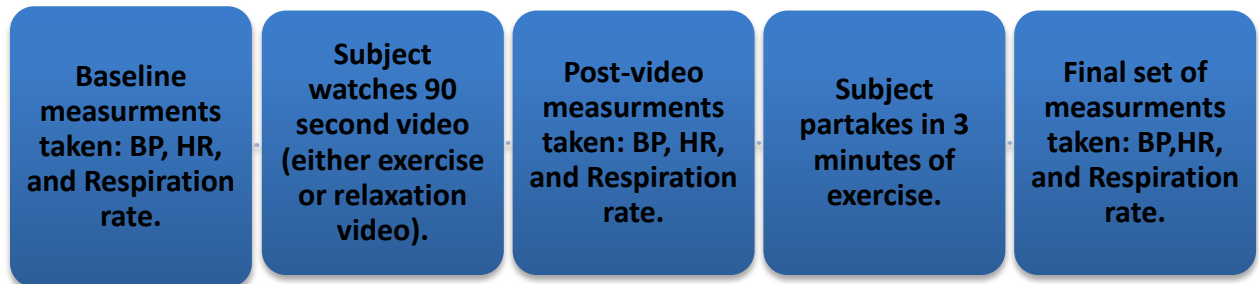 Baseline
measurments
taken: BP, HR,
and Respiration
rate.
Subject
watches 90
second video
(either exercise
or relaxation
video).
Post-video
measurments
taken: BP, HR,
and Respiration
rate.
Subject
partakes in 3
minutes of
exercise.
Final set of
measurments
taken: BP,HR,
and Respiration
rate.